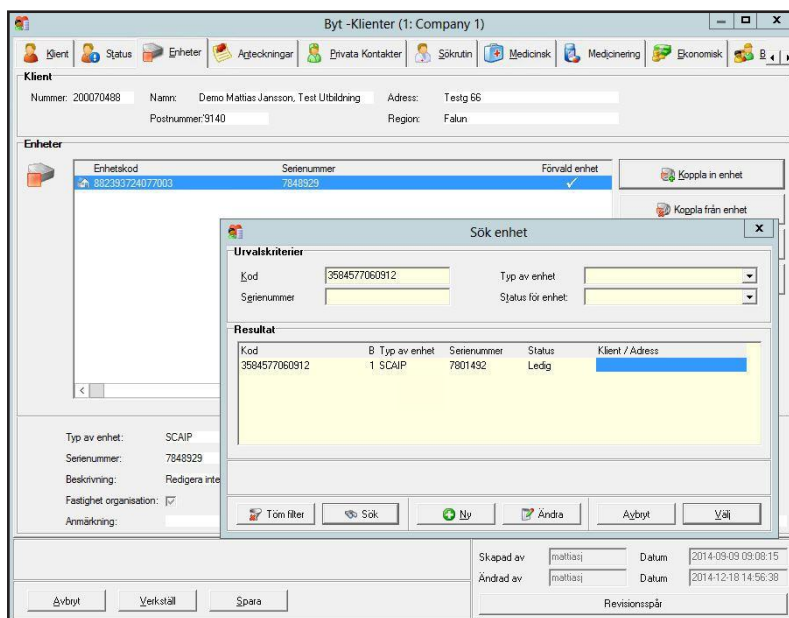 Byt -Klienter (1: Company 1)
Klient Status Enheter Anteckningar Privata Kontakter Sökrutin Medicinsk Medicinering Ekonomisk B
Klient
Nummer: 200070488 Namn: Demo Mattias Jansson, Test Utbildning Adress: Testg 66
Postnummer:'9140 Region: Falun
Enheter
Enhetskod Serienummer Förvald enhet
882393724077003 7848929
Koppla in enhet
Koppla från enhet
Sök enhet
Urvalskriterier
Kod 3584577060912 Typ av enhet
Serienummer Status för enhet:
Resultat
Kod B Typ av enhet Serienummer Status Klient / Adress
3584577060912 1 SCAIP 7801492 Ledig
Töm filter Sök Ny Ändra Avbryt Välj
Typ av enhet: SCAIP
Serienummer: 7848929
Beskrivning: Redigera inte
Fastighet organisation:
Anmärkning:
Skapad av mattiasj Datum 2014-09-09 09:08:15
Ändrad av mattiasj Datum 2014-12-18 14:56:38
Avbryt Verkställ Spara Revisionsspår